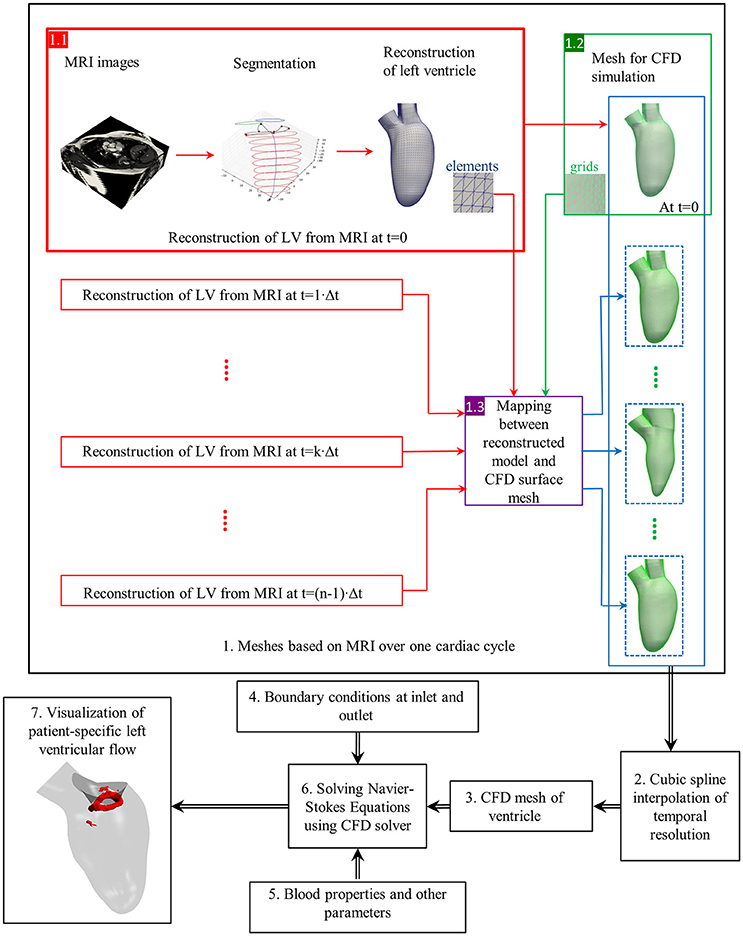 1.1
MRI images
Segmentation
Reconstruction
of left ventricle
elements
Reconstruction of LV from MRI at t=0
1.2
Mesh for CFD
simulation
grids
At t=0
Reconstruction of LV from MRI at t=1·Δt
Reconstruction of LV from MRI at t=k·Δt
Reconstruction of LV from MRI at t=(n-1)·Δt
1.3
Mapping
between
reconstructed
model and
CFD surface
mesh
1. Meshes based on MRI over one cardiac cycle
2. Cubic spline
interpolation of
temporal
resolution
3. CFD mesh of
ventricle
4. Boundary conditions at inlet and
outlet
5. Blood properties and other
parameters
6. Solving Navier-
Stokes Equations
using CFD solver
7. Visualization of
patient-specific left
ventricular flow